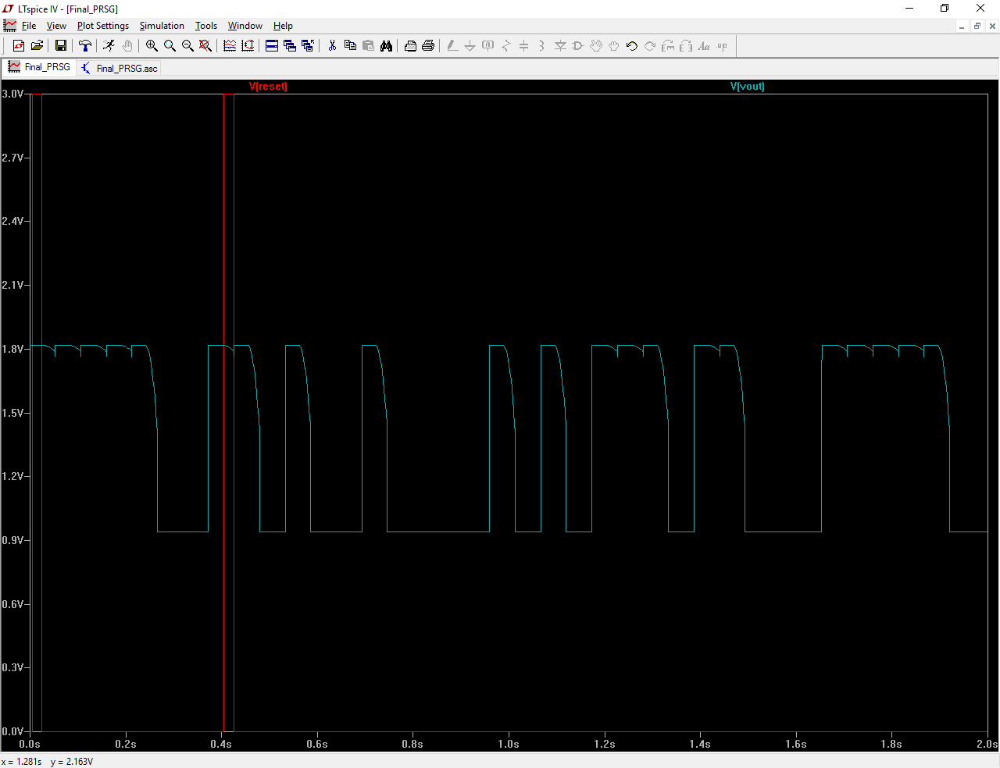 LTspice IV - [Final_PRSG]
File View Plot Settings Simulation Tools Window Help
Final_PRSG Final_PRSG.asc
V(reset) V(vout)
3.0V
2.7V
2.4V
2.1V
1.8V
1.5V
1.2V
0.9V
0.6V
0.3V
0.0V
0.0s 0.2s 0.4s 0.6s 0.8s 1.0s 1.2s 1.4s 1.6s 1.8s 2.0s
x = 1.281s y = 2.163V